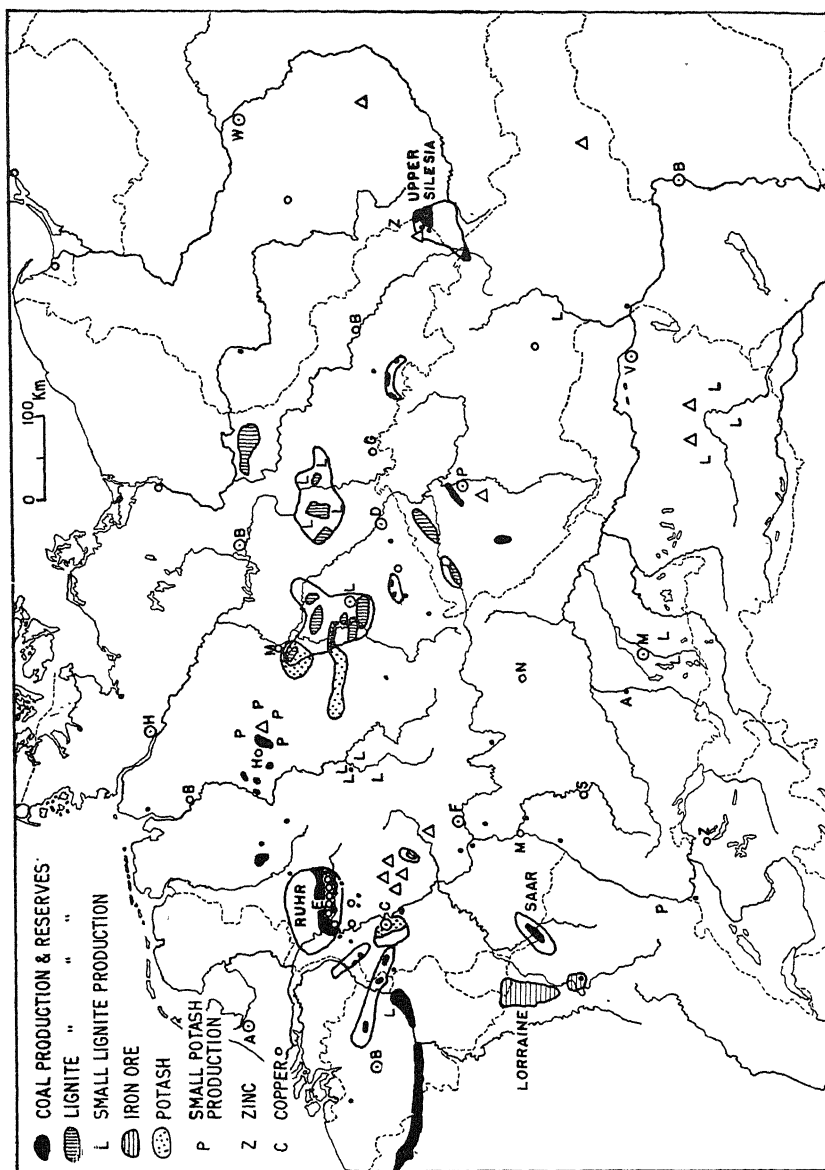 COAL PRODUCTION & RESERVES
LIGNITE " "
L SMALL LIGNITE PRODUCTION
IRON ORE
POTASH
P SMALL POTASH
PRODUCTION
Z ZINC
C COPPER
0 100 Km
W
H
B
B
B
Ho
P
P
P
P
P
M
L
L
L
L
L
L
L
L
RUHR
E
A
C
B
L
D
G
B
Z
UPPER
SILESIA
P
F
M
N
S
SAAR
LORRAINE
P
Z
A
M
L
L
V
L
L
L
L
B